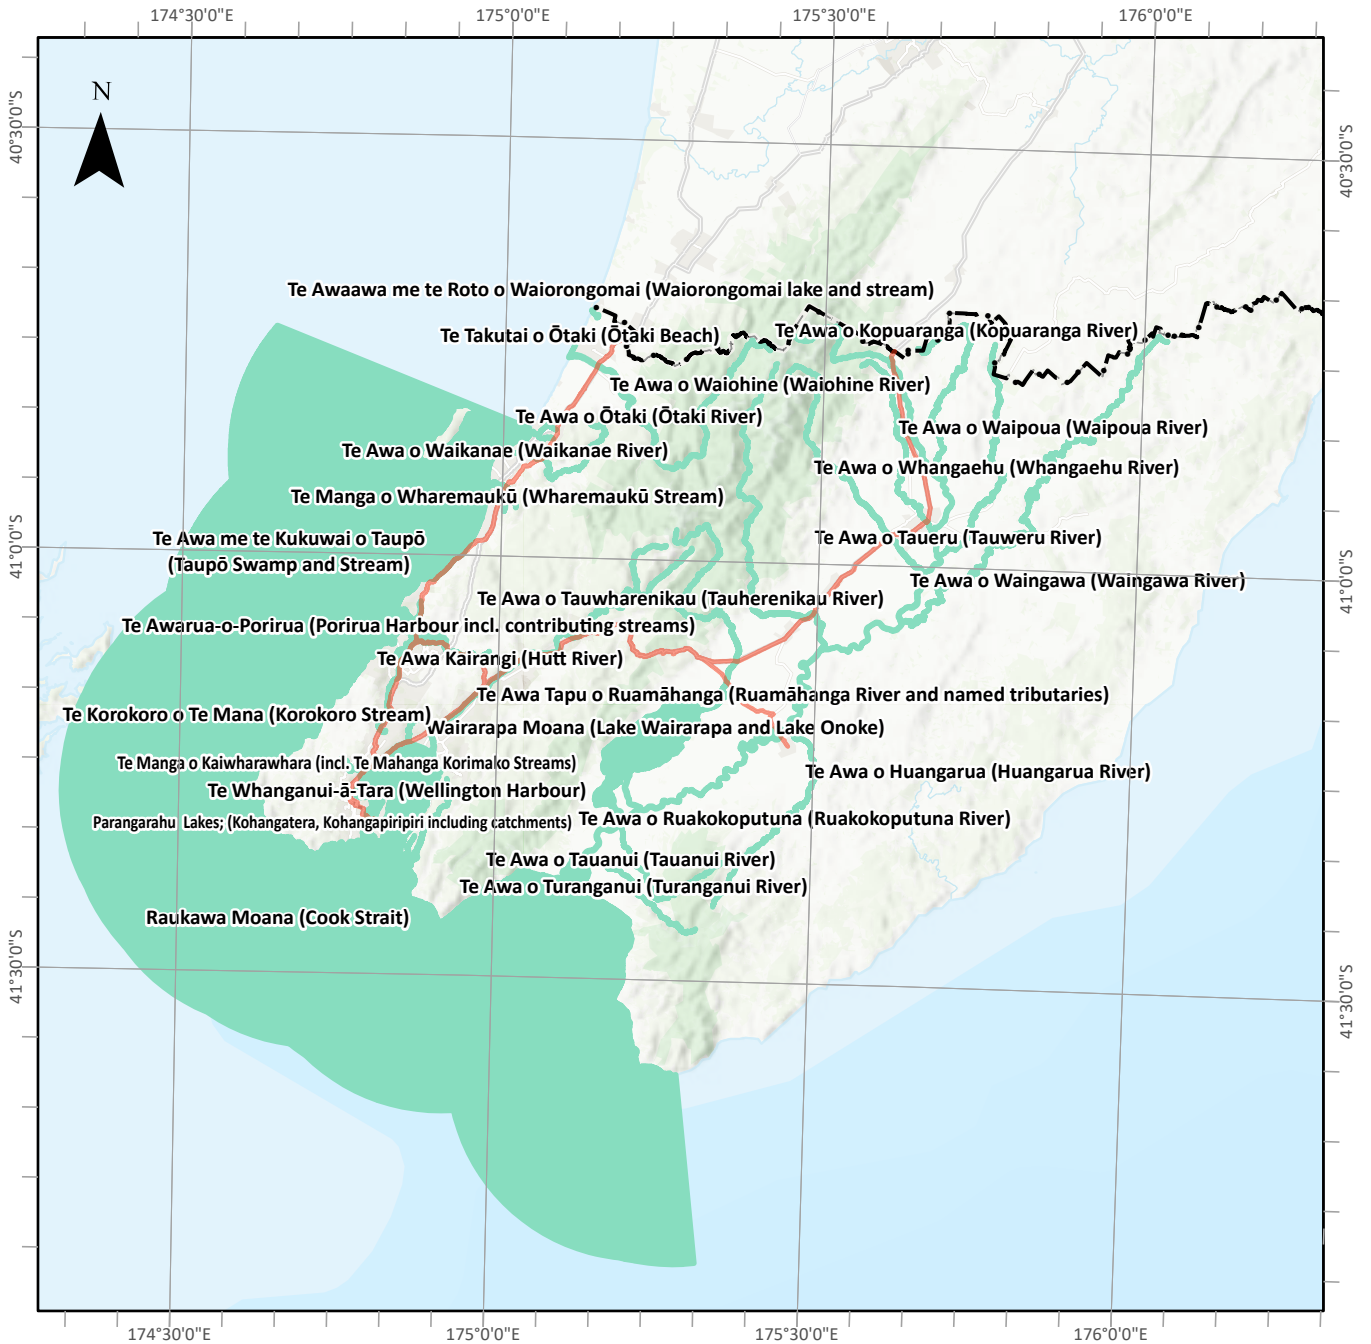 174°30'0"E
175°0'0"E
175°30'0"E
176°0'0"E
N
40°30'0"S
40°30'0"S
Te Awaawa me te Roto o Waiorongomai (Waiorongomai lake and stream)
Te Takutai o Ōtaki (Ōtaki Beach)
Te Awa o Kopuaranga (Kopuaranga River)
Te Awa o Waiohine (Waiohine River)
Te Awa o Ōtaki (Ōtaki River)
Te Awa o Waipoua (Waipoua River)
Te Awa o Waikanae (Waikanae River)
Te Awa o Whangaehu (Whangaehu River)
Te Manga o Wharemaukū (Wharemaukū Stream)
Te Awa me te Kukuwai o Taupō
(Taupō Swamp and Stream)
Te Awa o Taueru (Tauweru River)
41°0'0"S
41°0'0"S
Te Awa o Waingawa (Waingawa River)
Te Awa o Tauwharenikau (Tauherenikau River)
Te Awarua-o-Porirua (Porirua Harbour incl. contributing streams)
Te Awa Kairangi (Hutt River)
Te Awa Tapu o Ruamāhanga (Ruamāhanga River and named tributaries)
Te Korokoro o Te Mana (Korokoro Stream)
Wairarapa Moana (Lake Wairarapa and Lake Onoke)
Te Manga o Kaiwharawhara (incl. Te Mahanga Korimako Streams)
Te Awa o Huangarua (Huangarua River)
Te Whanganui-ā-Tara (Wellington Harbour)
Parangarahu Lakes; (Kohangatera, Kohangapiripiri including catchments)
Te Awa o Ruakokoputuna (Ruakokoputuna River)
Te Awa o Tauanui (Tauanui River)
Te Awa o Turanganui (Turanganui River)
Raukawa Moana (Cook Strait)
41°30'0"S
41°30'0"S
174°30'0"E
175°0'0"E
175°30'0"E
176°0'0"E